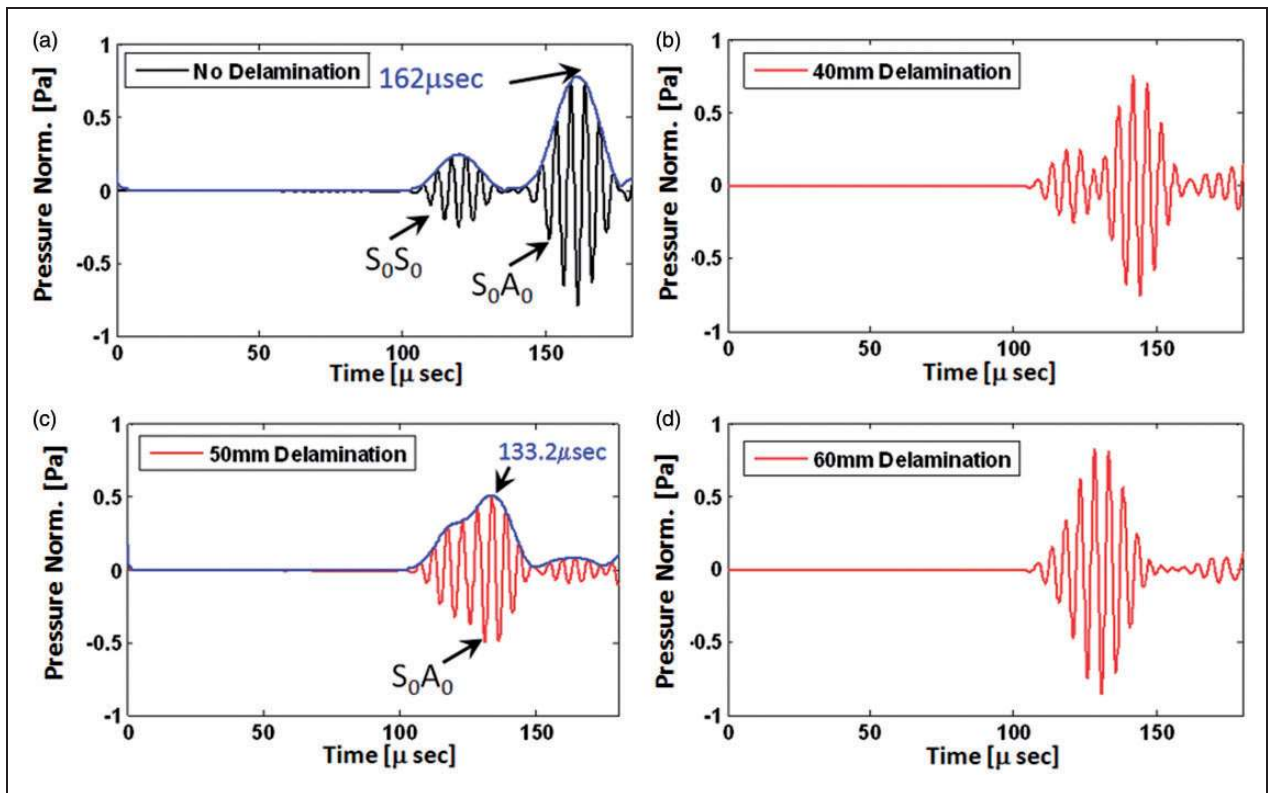 (a)
Pressure Norm. [Pa]
1
0.5
0
-0.5
-1
No Delamination
162μsec
S₀S₀
S₀A₀
0 50 100 150
Time [μ sec]
(b)
Pressure Norm. [Pa]
1
0.5
0
-0.5
-1
40mm Delamination
0 50 100 150
Time [μ sec]
(c)
Pressure Norm. [Pa]
1
0.5
0
-0.5
-1
50mm Delamination
133.2μsec
S₀A₀
0 50 100 150
Time [μ sec]
(d)
Pressure Norm. [Pa]
1
0.5
0
-0.5
-1
60mm Delamination
0 50 100 150
Time [μ sec]